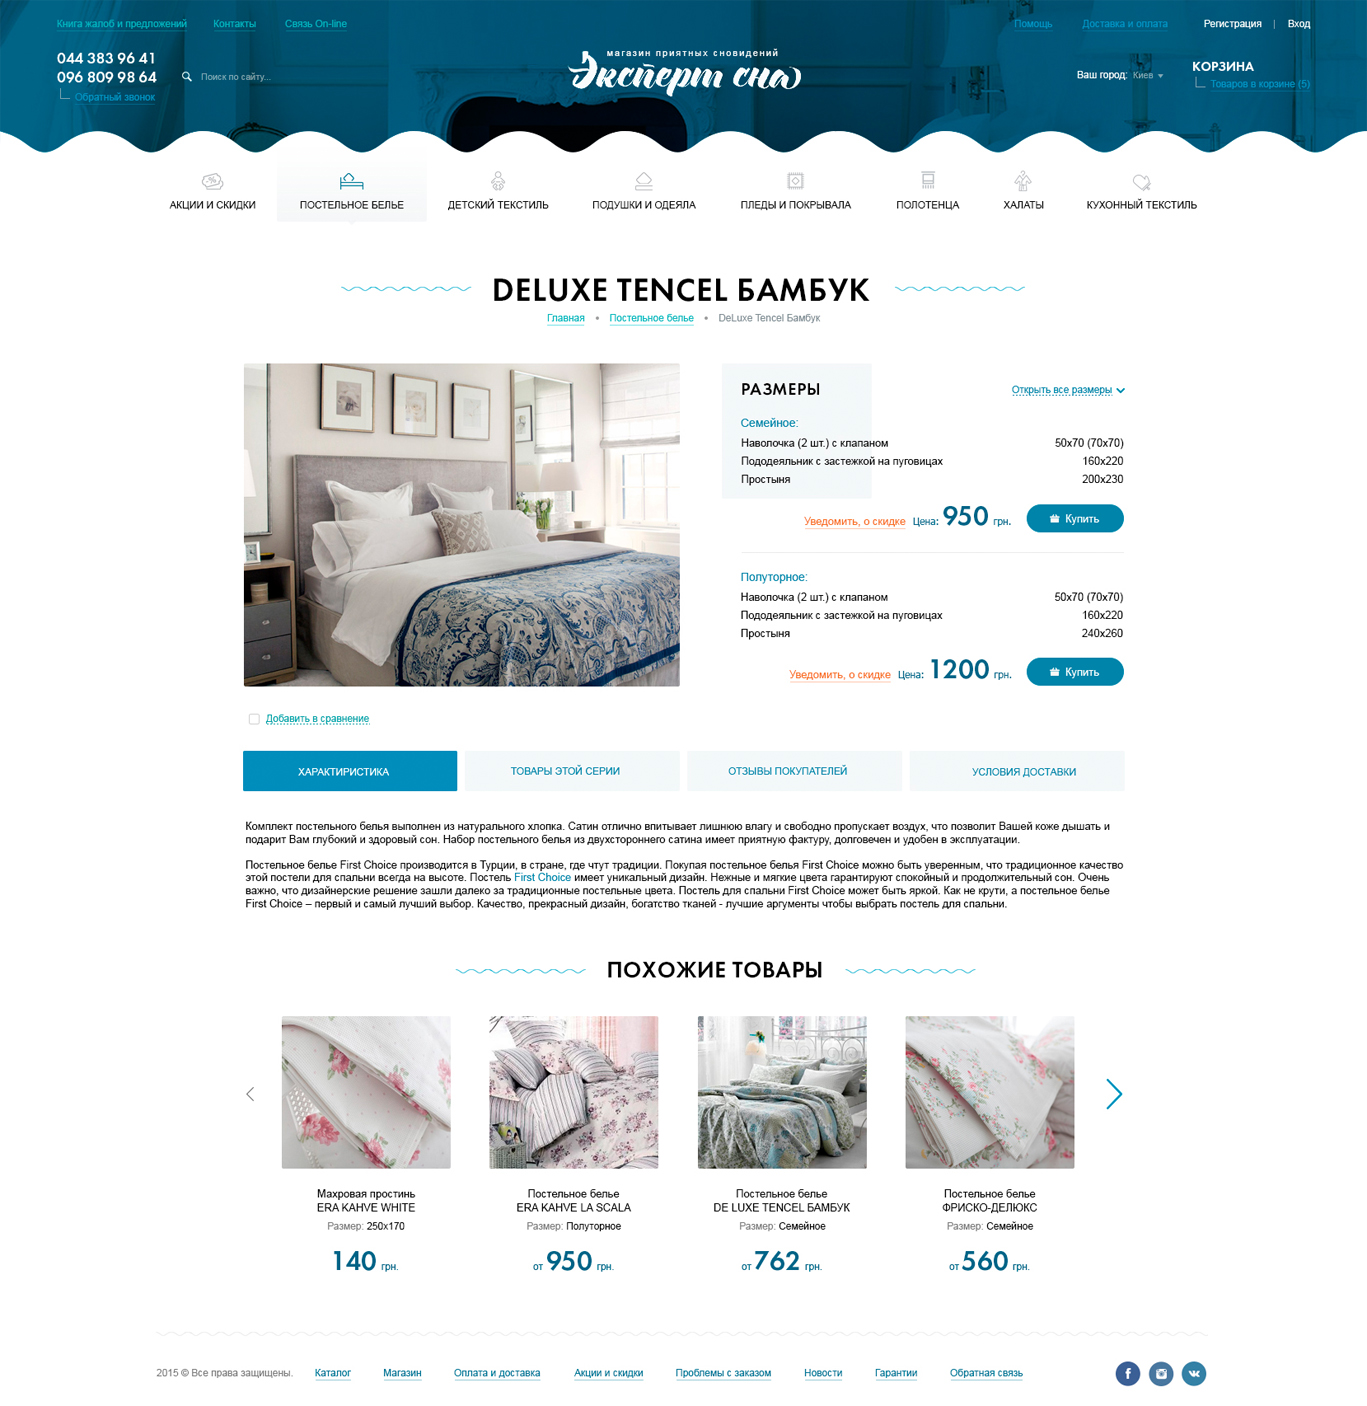 Книга жалоб и предложений Контакты Связь On-line Помощь Доставка и оплата Регистрация | Вход
044 383 96 41
096 809 98 64
Обратный звонок
Поиск по сайту...
магазин приятных сновидений
Эксперт сна
Ваш город: Киев
КОРЗИНА
Товаров в корзине (5)
АКЦИИ И СКИДКИ ПОСТЕЛЬНОЕ БЕЛЬЕ ДЕТСКИЙ ТЕКСТИЛЬ ПОДУШКИ И ОДЕЯЛА ПЛЕДЫ И ПОКРЫВАЛА ПОЛОТЕНЦА ХАЛАТЫ КУХОННЫЙ ТЕКСТИЛЬ
DELUXE TENCEL БАМБУК
Главная • Постельное белье • DeLuxe Tencel Бамбук
РАЗМЕРЫ Открыть все размеры
Семейное:
Наволочка (2 шт.) с клапаном 50х70 (70х70)
Пододеяльник с застежкой на пуговицах 160х220
Простыня 200х230
Уведомить, о скидке Цена: 950 грн. Купить
Полуторное:
Наволочка (2 шт.) с клапаном 50х70 (70х70)
Пододеяльник с застежкой на пуговицах 160х220
Простыня 240х260
Уведомить, о скидке Цена: 1200 грн. Купить
Добавить в сравнение
ХАРАКТИРИСТИКА ТОВАРЫ ЭТОЙ СЕРИИ ОТЗЫВЫ ПОКУПАТЕЛЕЙ УСЛОВИЯ ДОСТАВКИ
Комплект постельного белья выполнен из натурального хлопка. Сатин отлично впитывает лишнюю влагу и свободно пропускает воздух, что позволит Вашей коже дышать и
подарит Вам глубокий и здоровый сон. Набор постельного белья из двухстороннего сатина имеет приятную фактуру, долговечен и удобен в эксплуатации.
Постельное белье First Choice производится в Турции, в стране, где чтут традиции. Покупая постельное белья First Choice можно быть уверенным, что традиционное качество
этой постели для спальни всегда на высоте. Постель First Choice имеет уникальный дизайн. Нежные и мягкие цвета гарантируют спокойный и продолжительный сон. Очень
важно, что дизайнерские решение зашли далеко за традиционные постельные цвета. Постель для спальни First Choice может быть яркой. Как не крути, а постельное белье
First Choice – первый и самый лучший выбор. Качество, прекрасный дизайн, богатство тканей - лучшие аргументы чтобы выбрать постель для спальни.
ПОХОЖИЕ ТОВАРЫ
Махровая простинь
ERA KAHVE WHITE
Размер: 250х170
140 грн.
Постельное белье
ERA KAHVE LA SCALA
Размер: Полуторное
от 950 грн.
Постельное белье
DE LUXE TENCEL БАМБУК
Размер: Семейное
от 762 грн.
Постельное белье
ФРИСКО-ДЕЛЮКС
Размер: Семейное
от 560 грн.
2015 © Все права защищены. Каталог Магазин Оплата и доставка Акции и скидки Проблемы с заказом Новости Гарантии Обратная связь